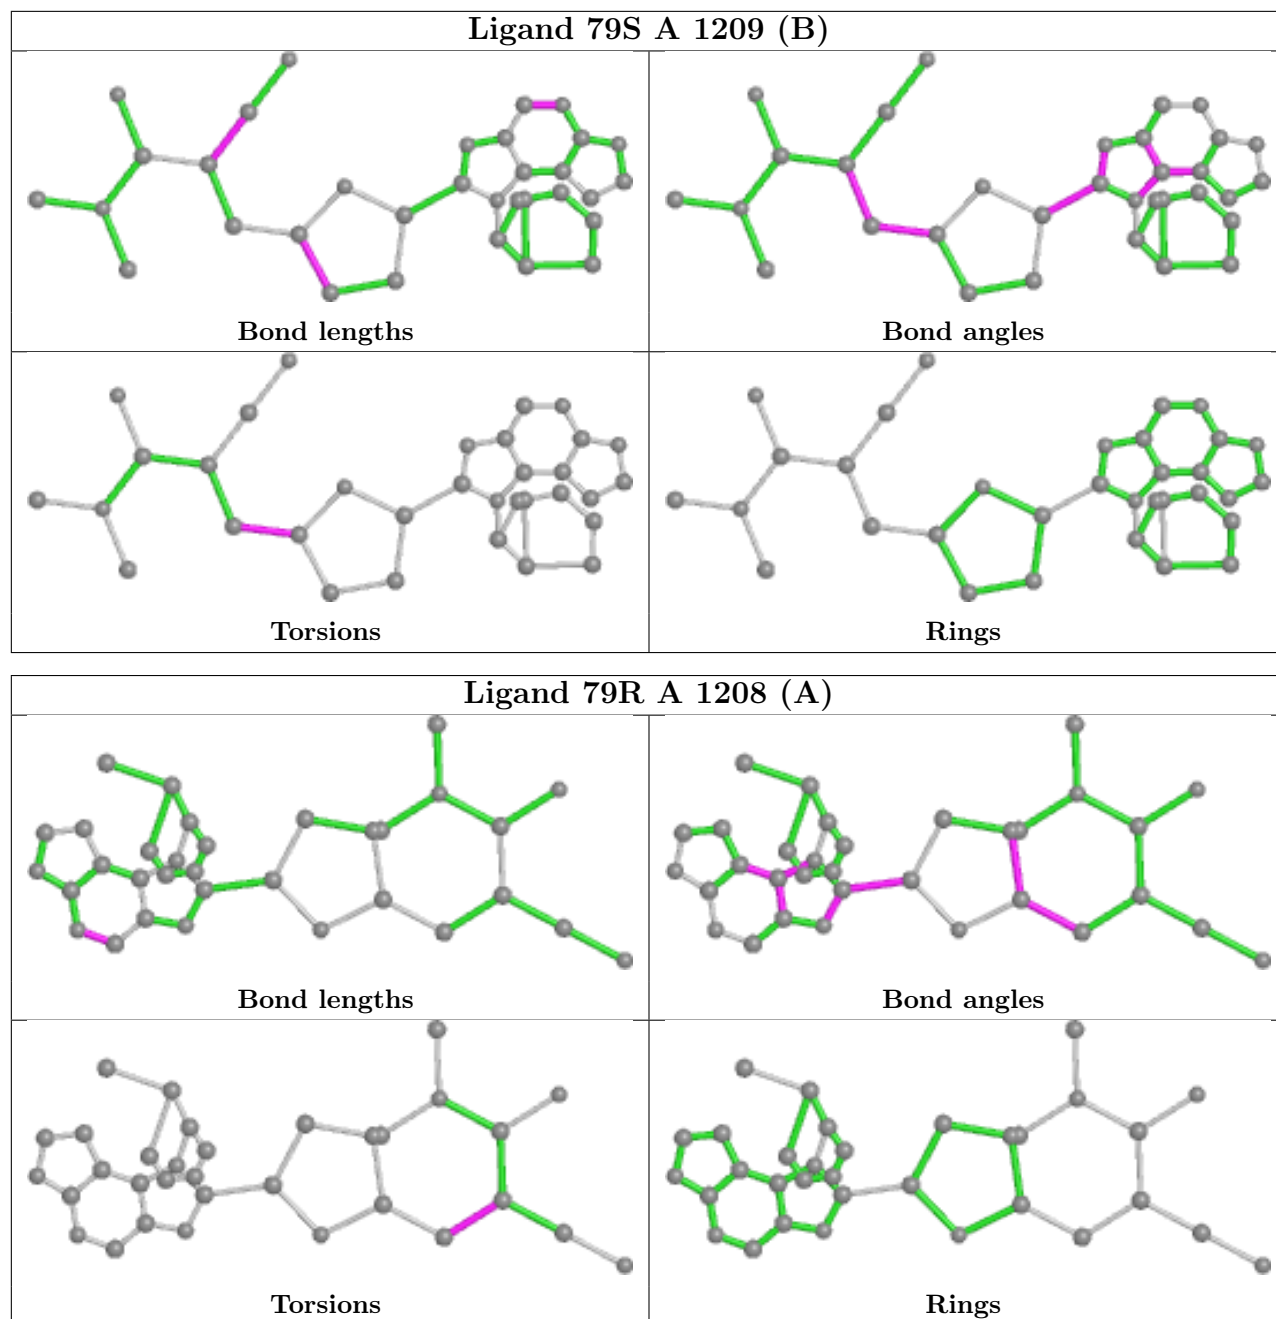 Ligand 79S A 1209 (B)
Bond lengths
Bond angles
Torsions
Rings
Ligand 79R A 1208 (A)
Bond lengths
Bond angles
Torsions
Rings